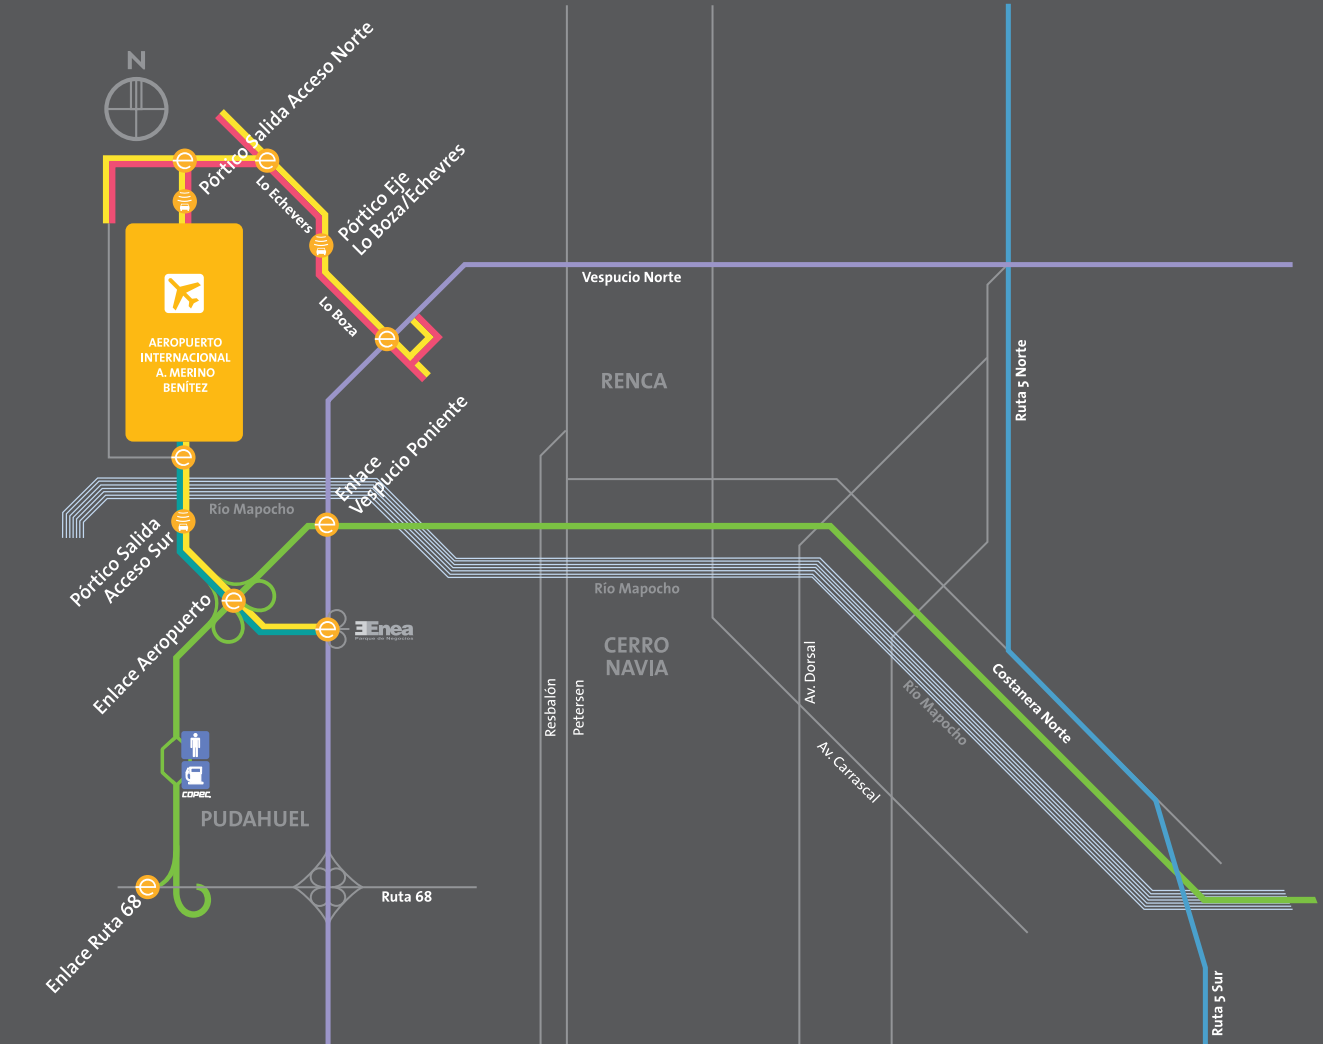 N
Pórtico Salida Acceso Norte
Lo Echevers
Pórtico Eje
Lo Boza/Echevres
Lo Boza
Vespucio Norte
AEROPUERTO
INTERNACIONAL
A. MERINO
BENÍTEZ
RENCA
Ruta 5 Norte
Enlace
Vespucio Poniente
Río Mapocho
Pórtico Salida
Acceso Sur
Río Mapocho
Enlace Aeropuerto
Enea
Parque de Negocios
CERRO
NAVIA
Resbalón
Petersen
Av. Dorsal
Río Mapocho
Costanera Norte
Av. Carrascal
COPEC
PUDAHUEL
Ruta 68
Enlace Ruta 68
Ruta 5 Sur